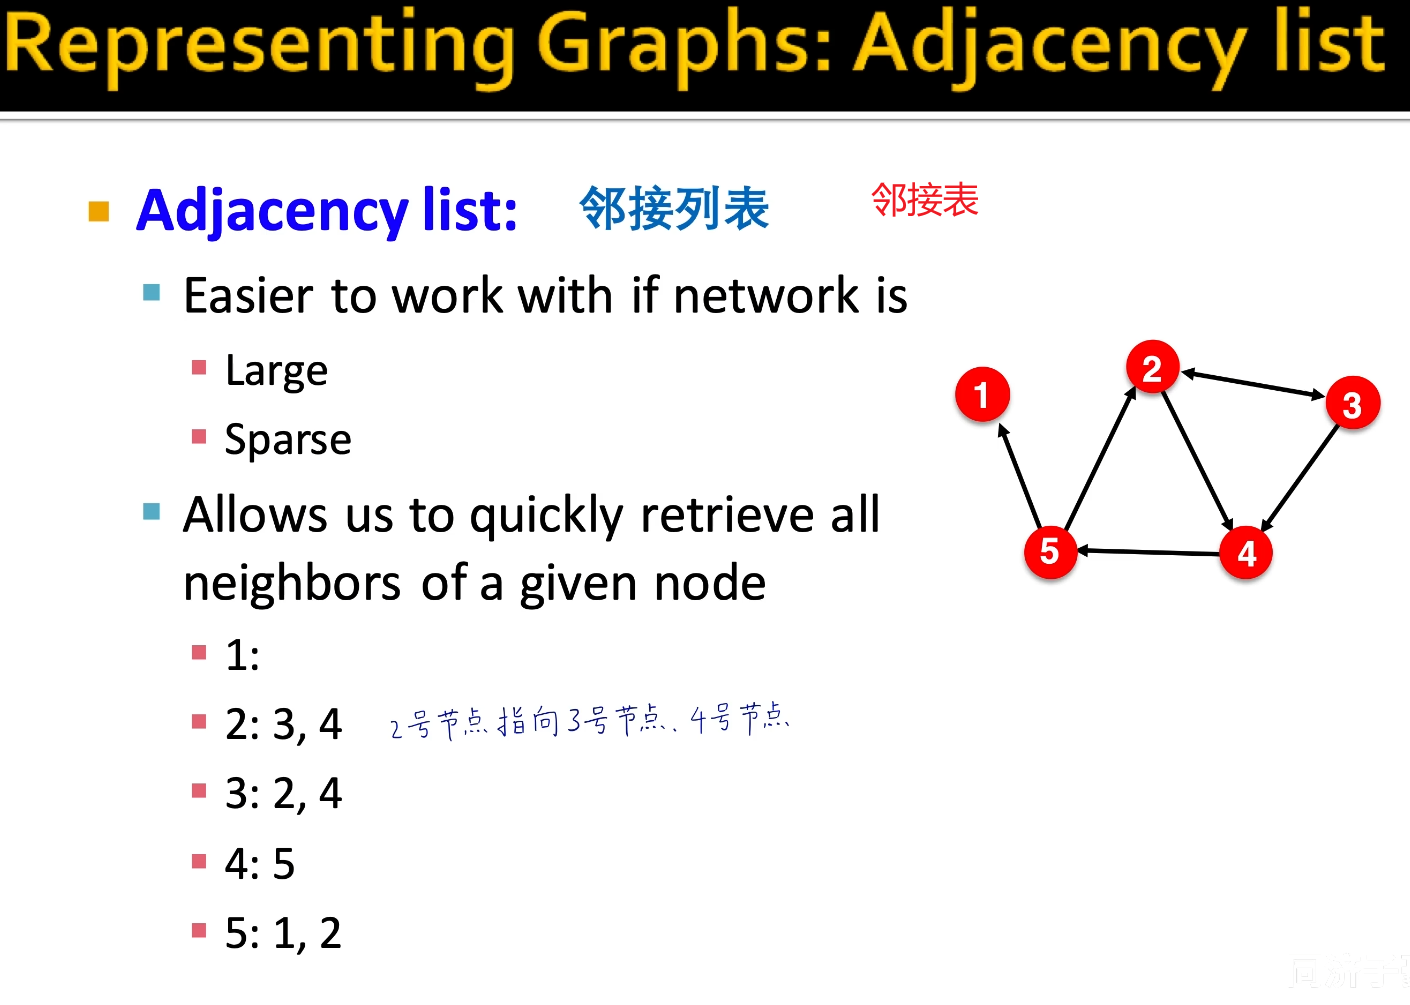 Representing Graphs: Adjacency list
Adjacency list: 邻接列表 邻接表
Easier to work with if network is
Large
Sparse
Allows us to quickly retrieve all
neighbors of a given node
1:
2: 3, 4 2号节点指向3号节点、4号节点
3: 2, 4
4: 5
5: 1, 2
1
2
3
5
4